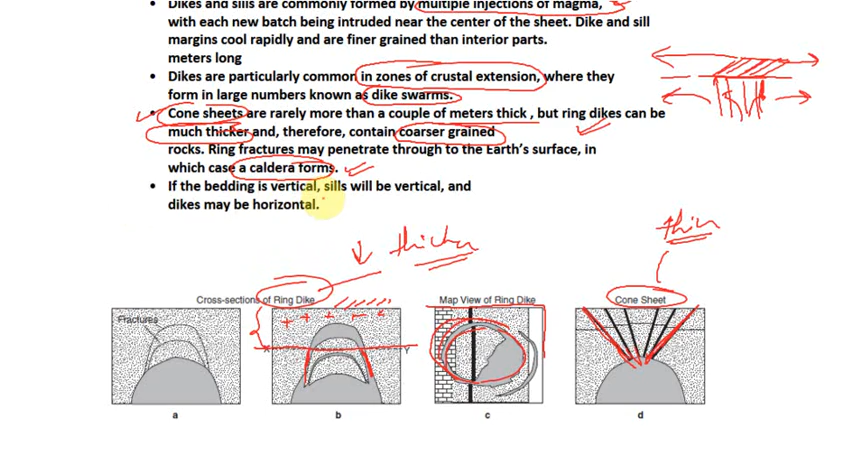 • Dikes and sills are commonly formed by multiple injections of magma,
with each new batch being intruded near the center of the sheet. Dike and sill
margins cool rapidly and are finer grained than interior parts.
meters long
• Dikes are particularly common in zones of crustal extension, where they
form in large numbers known as dike swarms.
• Cone sheets are rarely more than a couple of meters thick , but ring dikes can be
much thicker and, therefore, contain coarser grained
rocks. Ring fractures may penetrate through to the Earth's surface, in
which case a caldera forms.
• If the bedding is vertical, sills will be vertical, and
dikes may be horizontal.
thicker
thin
Cross-sections of Ring Dike
Map View of Ring Dike
Cone Sheet
Fractures
X
Y
a
b
c
d